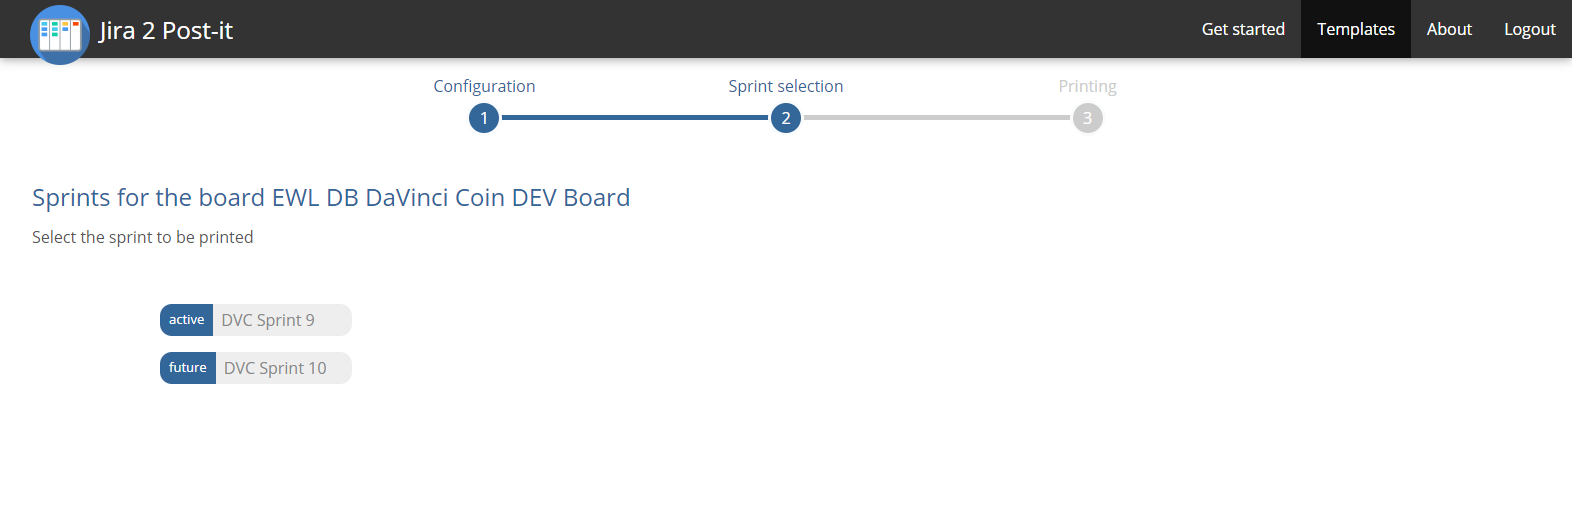 Jira 2 Post-it
Get started
Templates
About
Logout
Configuration
Sprint selection
Printing
1
2
3
Sprints for the board EWL DB DaVinci Coin DEV Board
Select the sprint to be printed
active DVC Sprint 9
future DVC Sprint 10